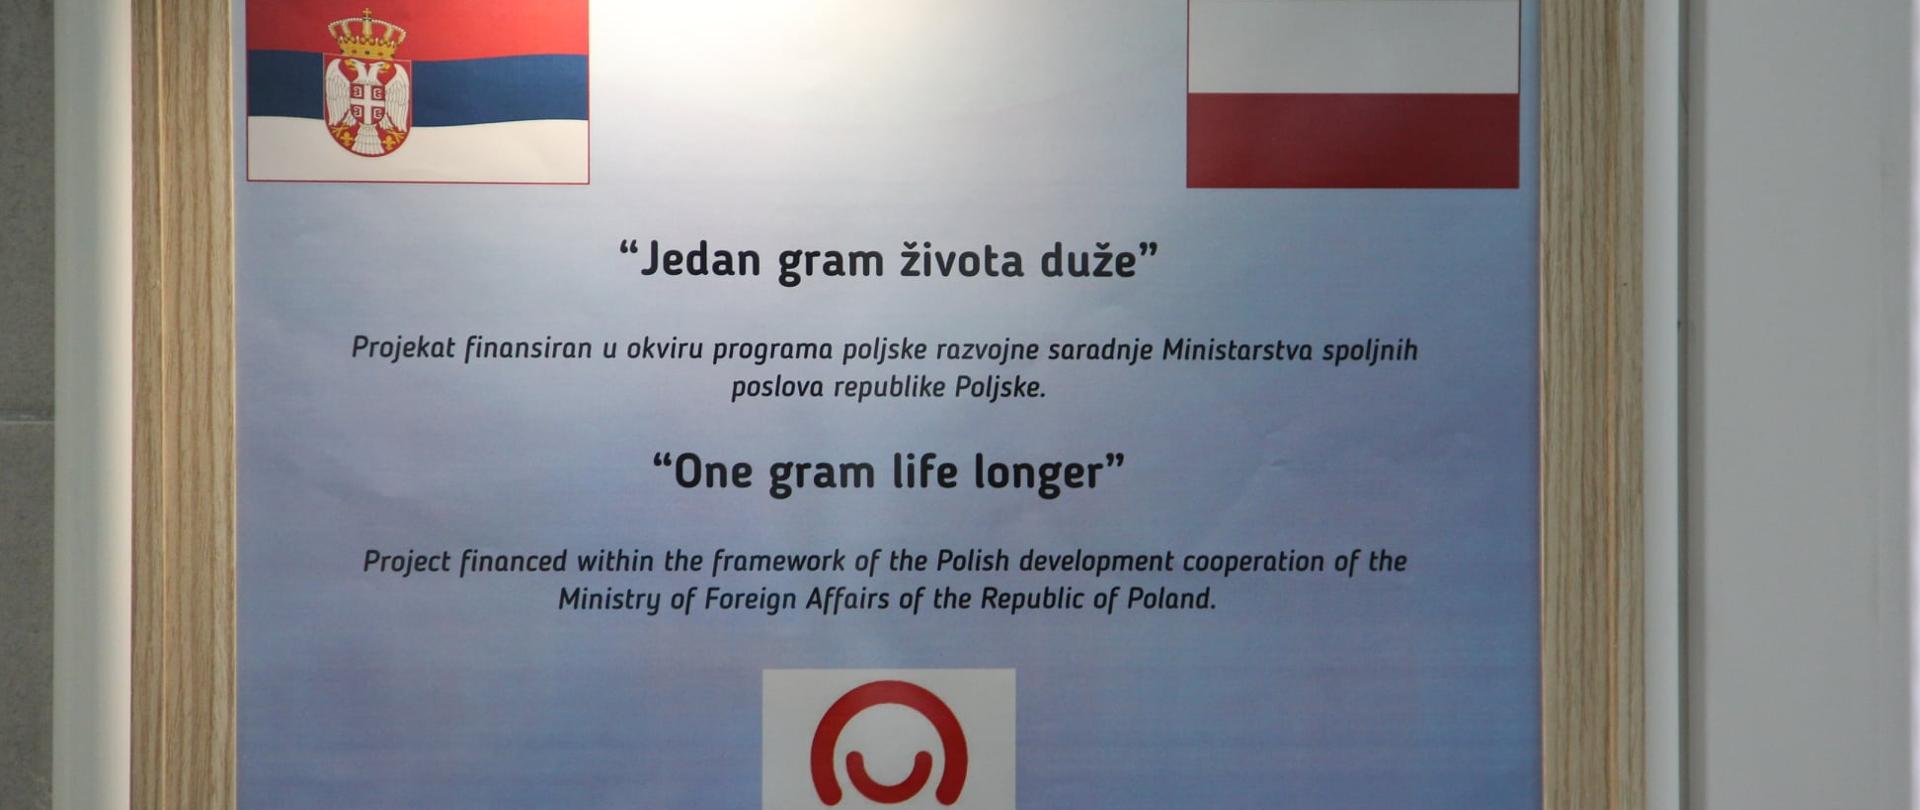 “Jedan gram života duže”
Projekat finansiran u okviru programa poljske razvojne saradnje Ministarstva spoljnih
poslova republike Poljske.
“One gram life longer”
Project financed within the framework of the Polish development cooperation of the
Ministry of Foreign Affairs of the Republic of Poland.